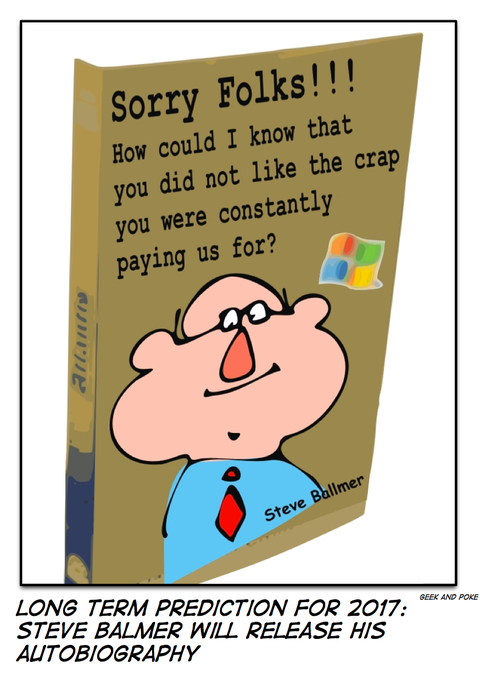 Sorry Folks!!!
How could I know that
you did not like the crap
you were constantly
paying us for?
Steve Ballmer
GEEK AND POKE
LONG TERM PREDICTION FOR 2017:
STEVE BALMER WILL RELEASE HIS
AUTOBIOGRAPHY